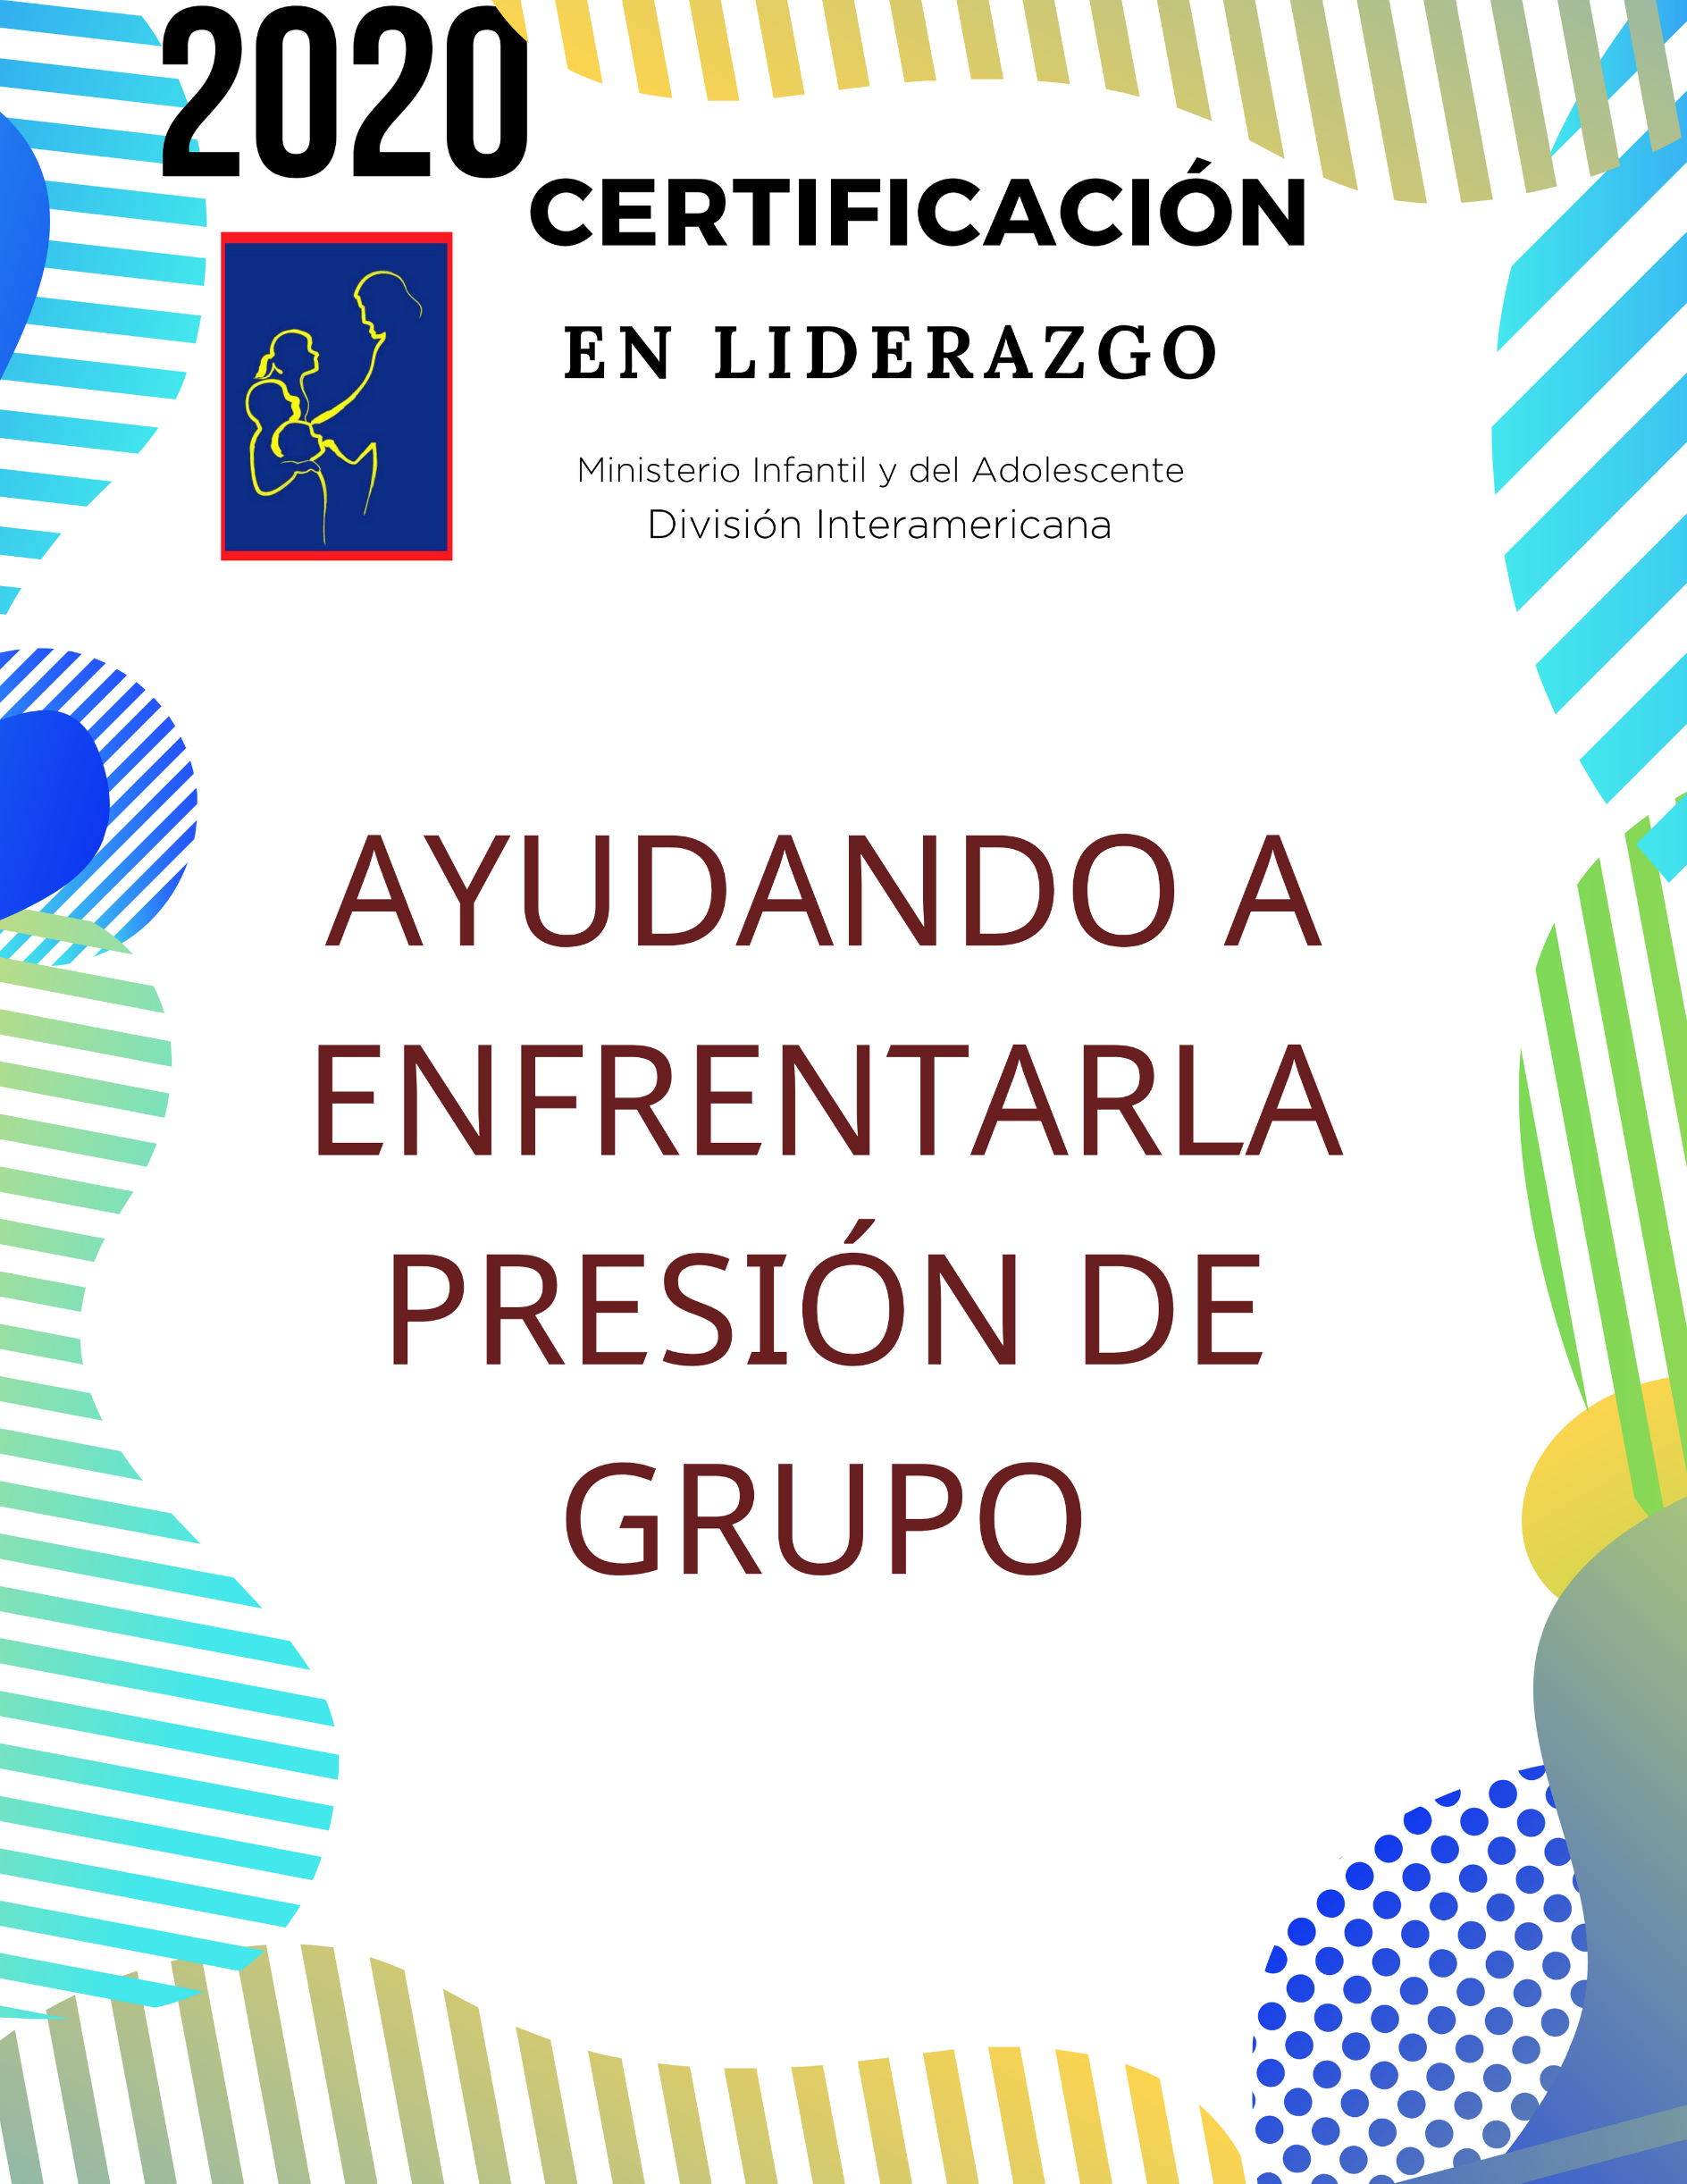 2020
CERTIFICACIÓN
EN LIDERAZGO
Ministerio Infantil y del Adolescente
División Interamericana
AYUDANDO A
ENFRENTARLA
PRESIÓN DE
GRUPO